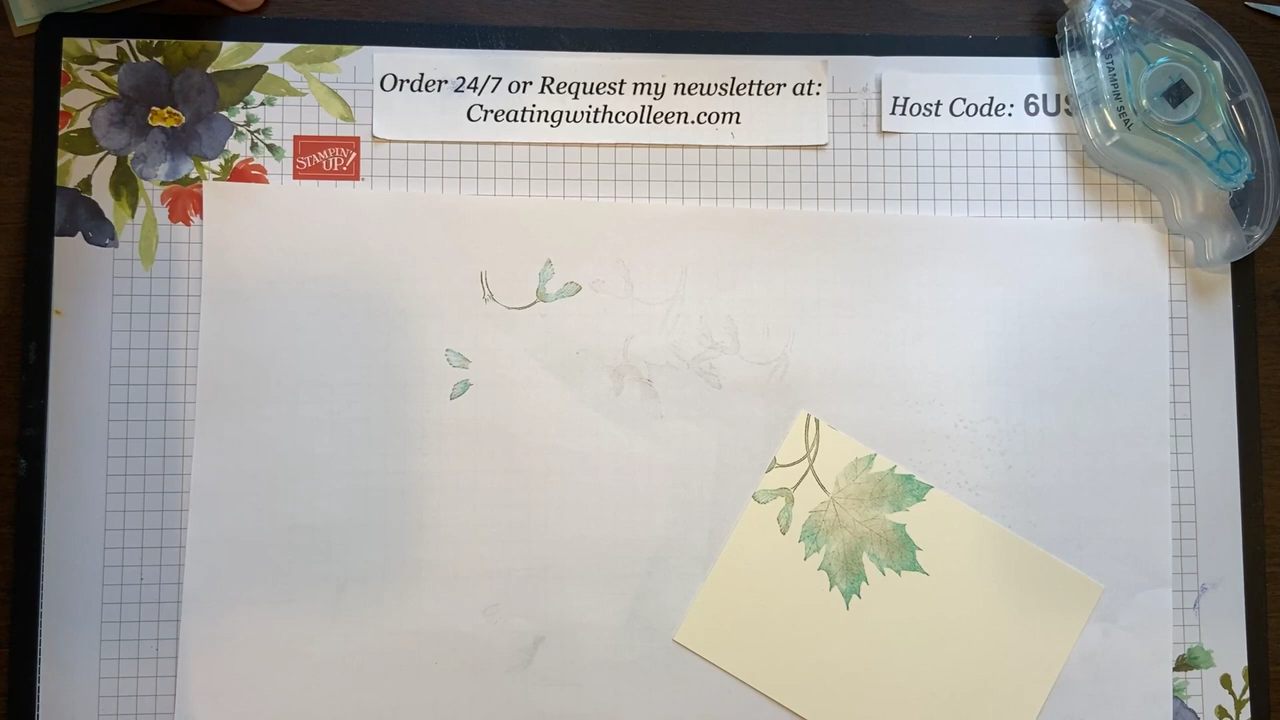 Order 24/7 or Request my newsletter at:
Creatingwithcolleen.com
Host Code: 6US
STAMPIN' UP!
STAMPIN' SEAL